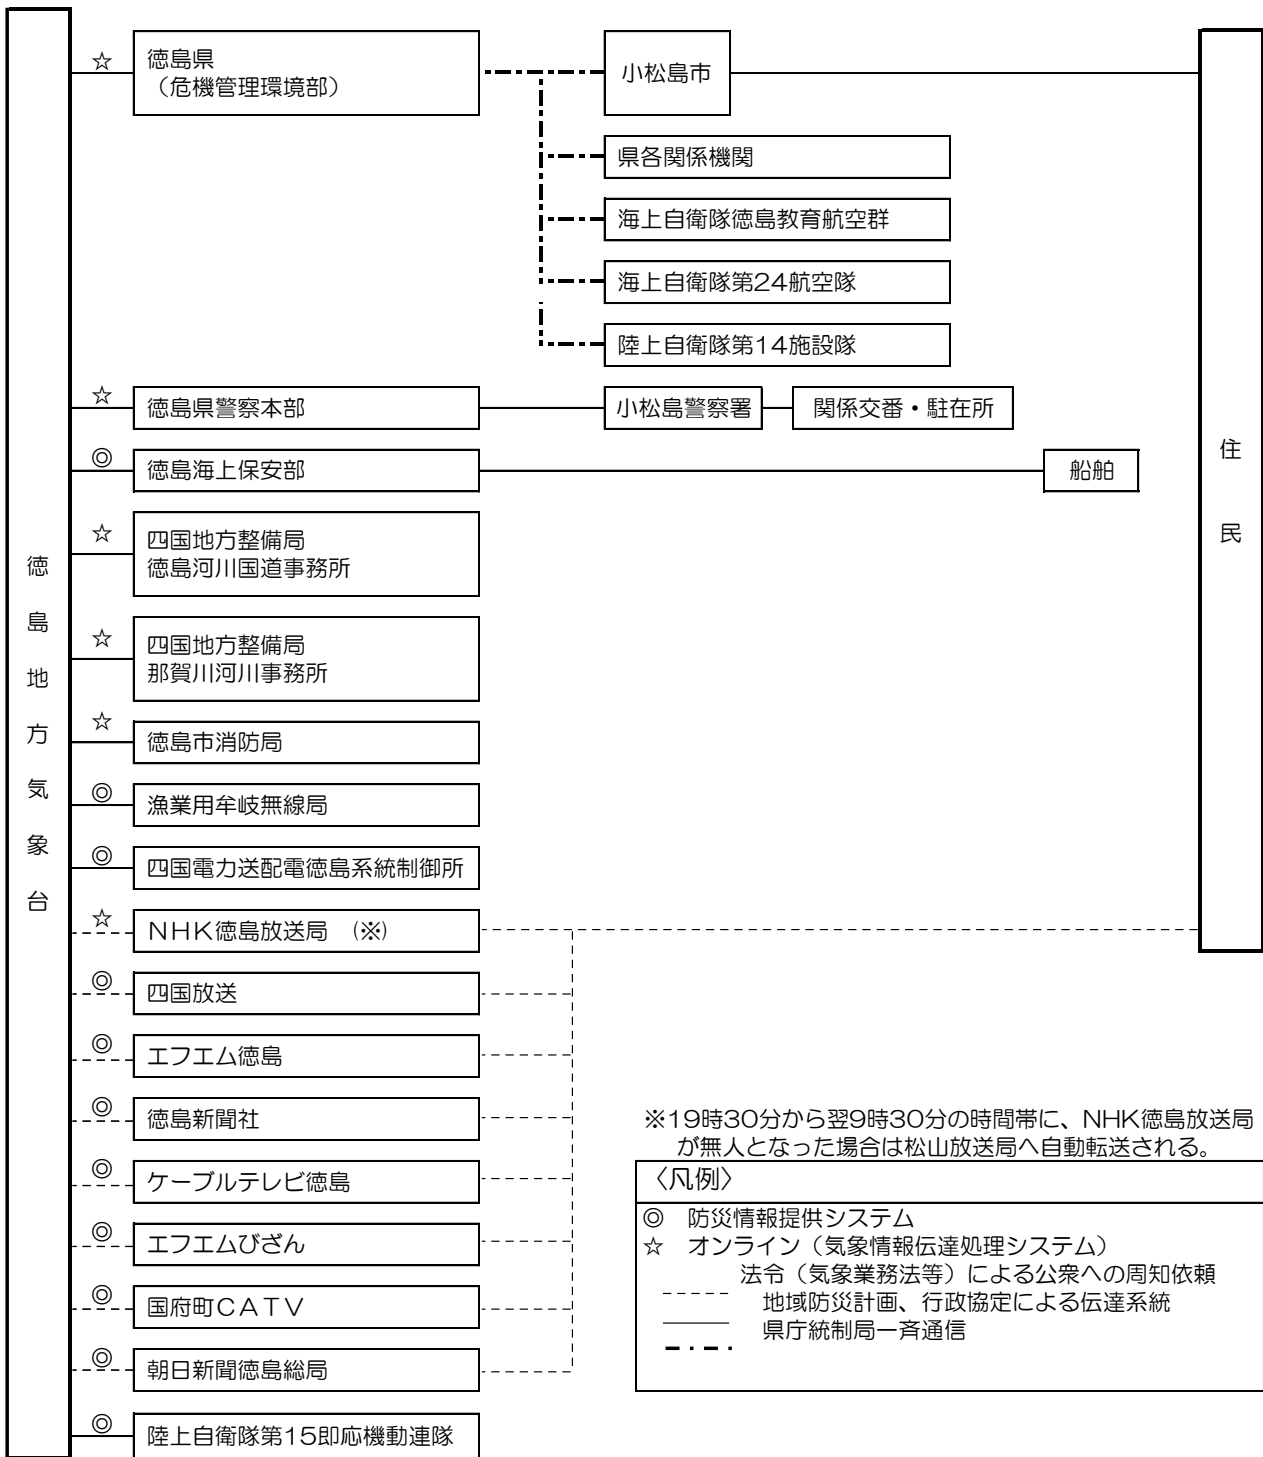 ☆ 徳島県
（危機管理環境部）
小松島市
県各関係機関
海上自衛隊徳島教育航空群
海上自衛隊第24航空隊
陸上自衛隊第14施設隊
☆ 徳島県警察本部
小松島警察署
関係交番・駐在所
◎ 徳島海上保安部
船舶
☆ 四国地方整備局
徳島河川国道事務所
☆ 四国地方整備局
那賀川河川事務所
☆ 徳島市消防局
◎ 漁業用牟岐無線局
◎ 四国電力送配電徳島系統制御所
☆ NHK徳島放送局 (※)
◎ 四国放送
◎ エフエム徳島
◎ 徳島新聞社
◎ ケーブルテレビ徳島
◎ エフエムびざん
◎ 国府町CATV
◎ 朝日新聞徳島総局
◎ 陸上自衛隊第15即応機動連隊
徳島地方気象台
住民
※19時30分から翌9時30分の時間帯に、NHK徳島放送局
が無人となった場合は松山放送局へ自動転送される。
〈凡例〉
◎ 防災情報提供システム
☆ オンライン（気象情報伝達処理システム）
法令（気象業務法等）による公衆への周知依頼
地域防災計画、行政協定による伝達系統
県庁統制局一斉通信